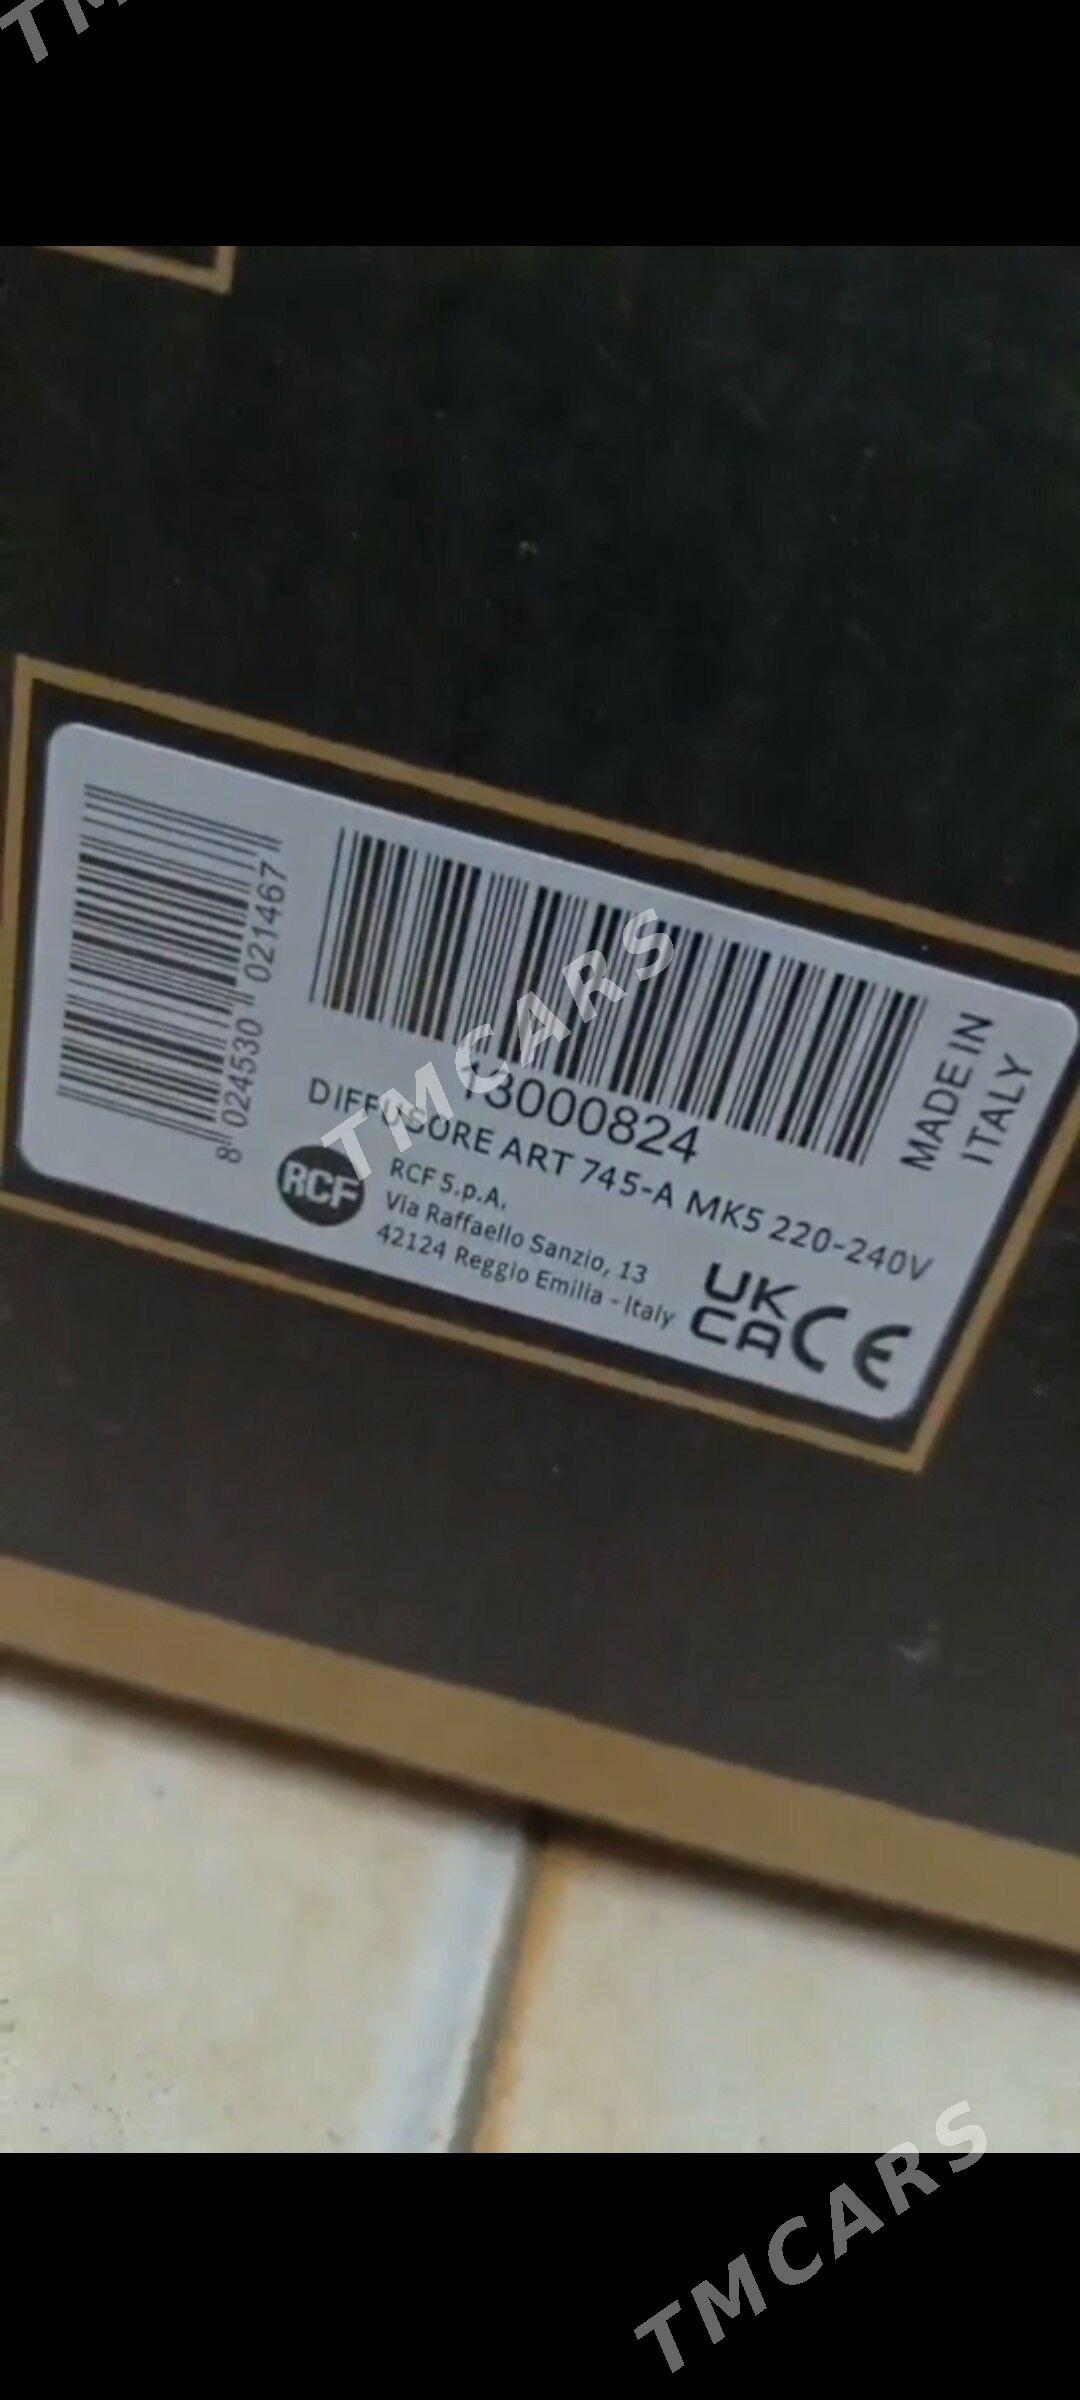 TM
8 024530 021467
13000824
DIFFUSORE ART 745-A MK5 220-240V
RCF
RCF S.p.A.
Via Raffaello Sanzio, 13
42124 Reggio Emilia - Italy
UK
CA CE
MADE IN
ITALY
TMCARS
TMCARS